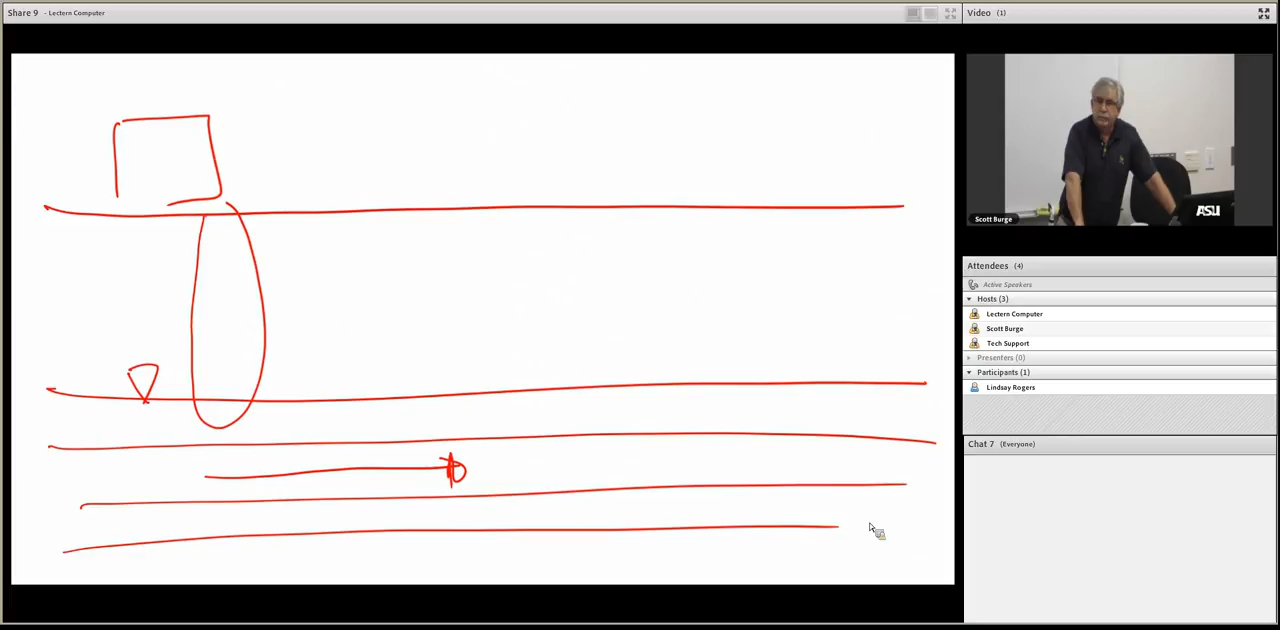 Share 9 - Lectern Computer
Video (1)
Scott Burge
ASU
Attendees (4)
Active Speakers
Hosts (3)
Lectern Computer
Scott Burge
Tech Support
Presenters (0)
Participants (1)
Lindsay Rogers
Chat 7 (Everyone)